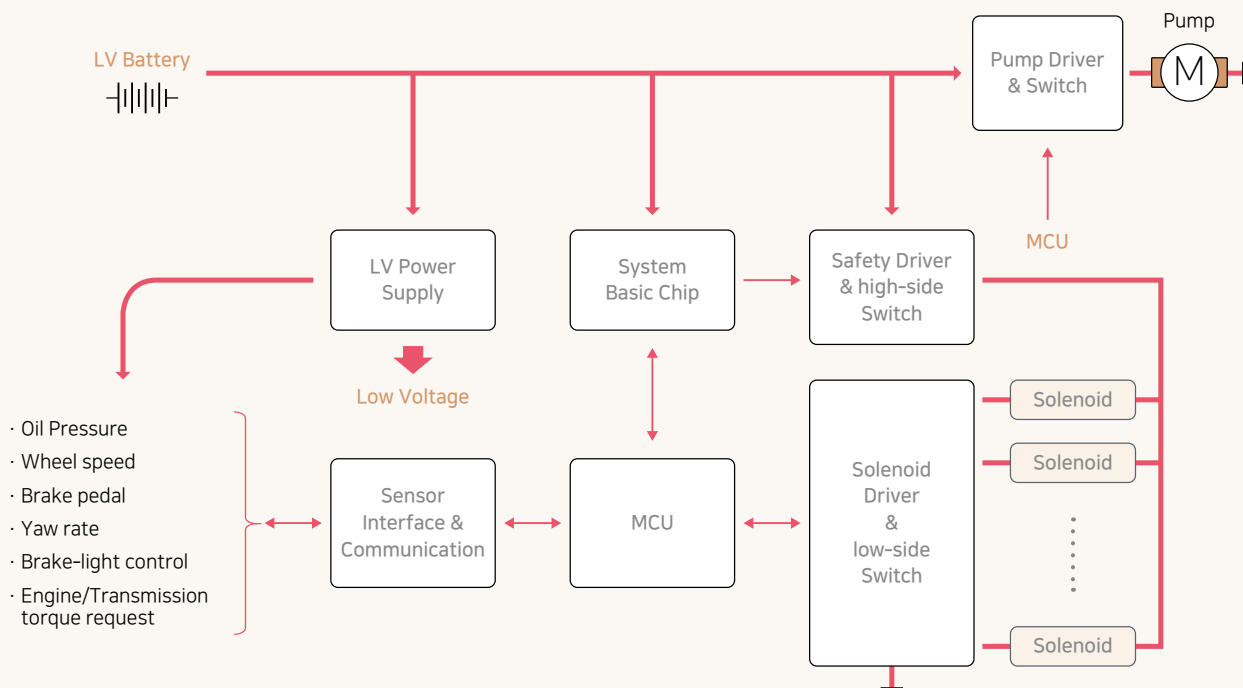 Pump
LV Battery
Pump Driver
& Switch
M
MCU
LV Power
Supply
System
Basic Chip
Safety Driver
& high-side
Switch
Low Voltage
Solenoid
Solenoid
· Oil Pressure
· Wheel speed
· Brake pedal
· Yaw rate
· Brake-light control
· Engine/Transmission
torque request
Sensor
Interface &
Communication
MCU
Solenoid
Driver
&
low-side
Switch
Solenoid